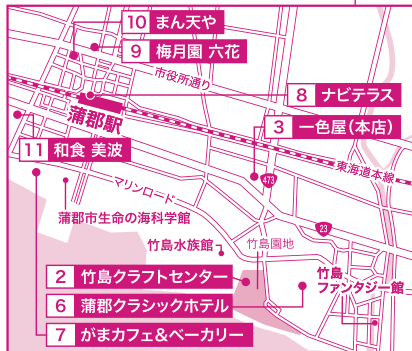 10 まん天や
9 梅月園 六花
市役所通り
8 ナビテラス
蒲郡駅
3 一色屋(本店)
11 和食 美波
東海道本線
473
マリンロード
蒲郡市生命の海科学館
23
竹島水族館
竹島園地
2 竹島クラフトセンター
竹島
ファンタジー館
6 蒲郡クラシックホテル
7 がまカフェ&ベーカリー